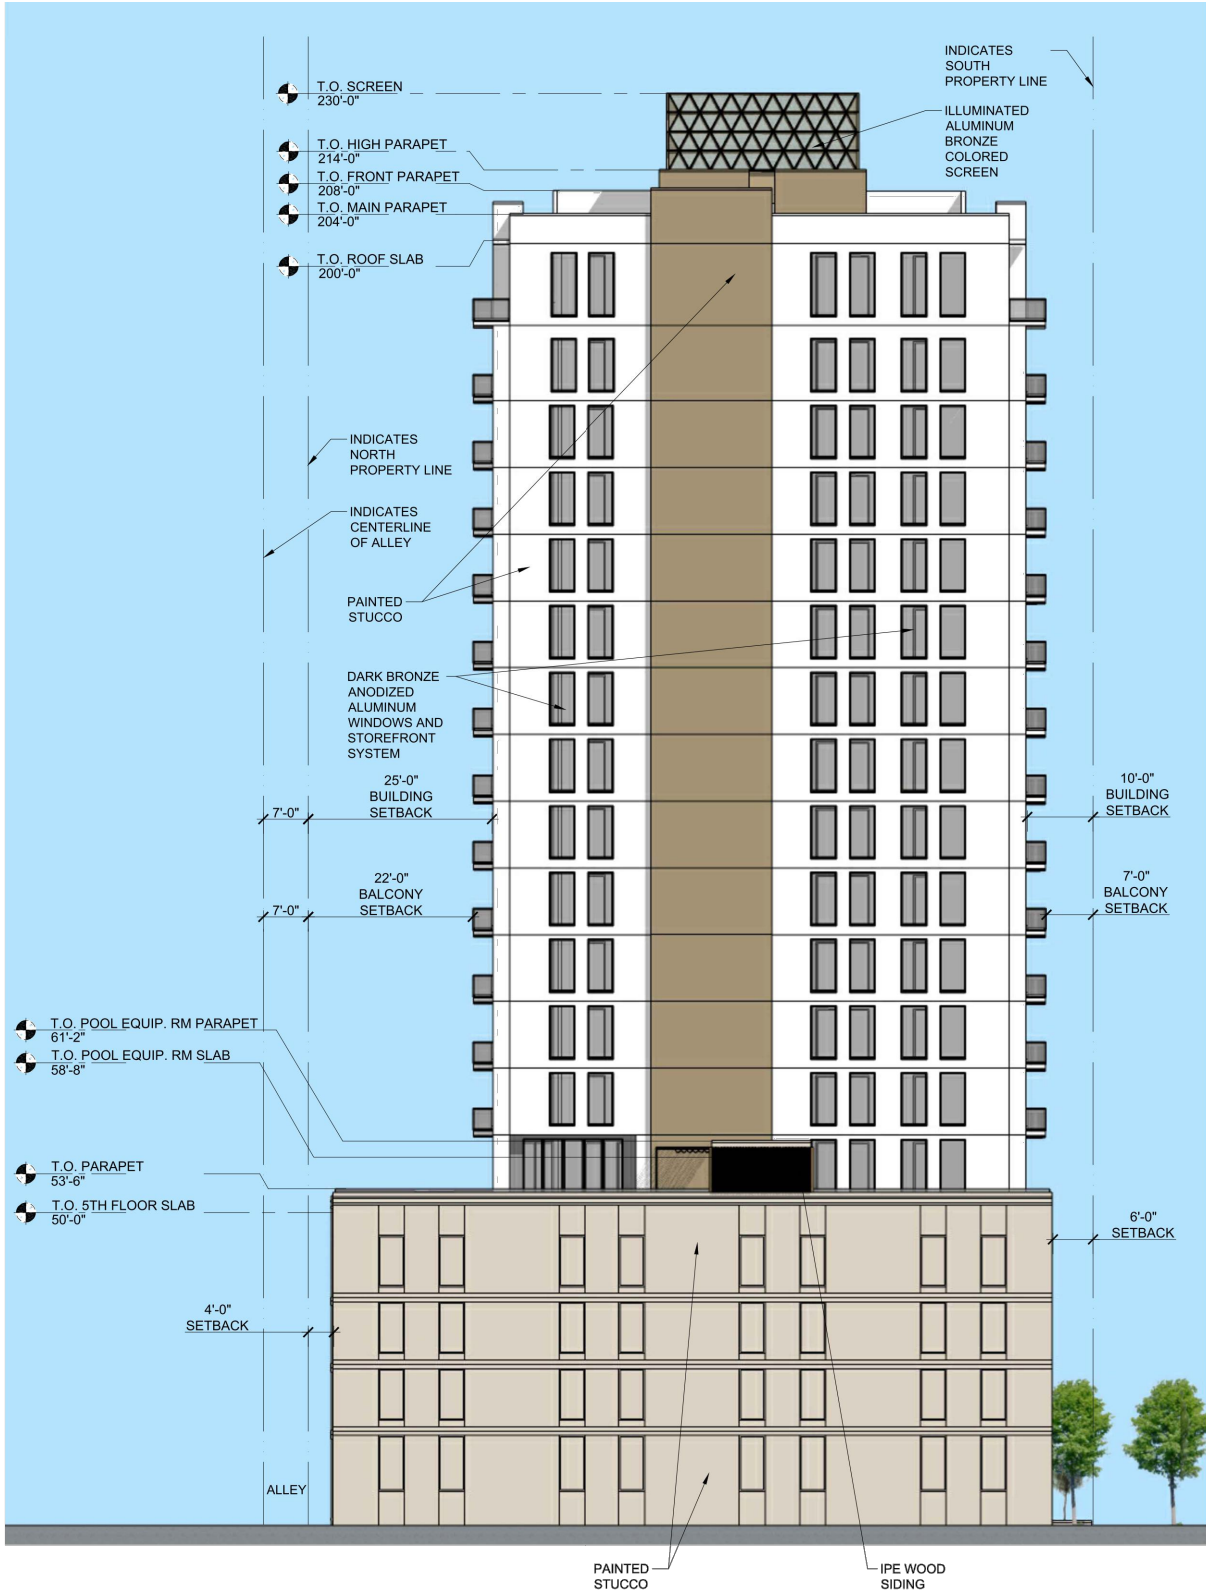 INDICATES
SOUTH
PROPERTY LINE
T.O. SCREEN
230'-0"
ILLUMINATED
ALUMINUM
BRONZE
COLORED
SCREEN
T.O. HIGH PARAPET
214'-0"
T.O. FRONT PARAPET
208'-0"
T.O. MAIN PARAPET
204'-0"
T.O. ROOF SLAB
200'-0"
INDICATES
NORTH
PROPERTY LINE
INDICATES
CENTERLINE
OF ALLEY
PAINTED
STUCCO
DARK BRONZE
ANODIZED
ALUMINUM
WINDOWS AND
STOREFRONT
SYSTEM
25'-0"
BUILDING
SETBACK
7'-0"
10'-0"
BUILDING
SETBACK
22'-0"
BALCONY
SETBACK
7'-0"
7'-0"
BALCONY
SETBACK
T.O. POOL EQUIP. RM PARAPET
61'-2"
T.O. POOL EQUIP. RM SLAB
58'-8"
T.O. PARAPET
53'-6"
T.O. 5TH FLOOR SLAB
50'-0"
6'-0"
SETBACK
4'-0"
SETBACK
ALLEY
PAINTED
STUCCO
IPE WOOD
SIDING